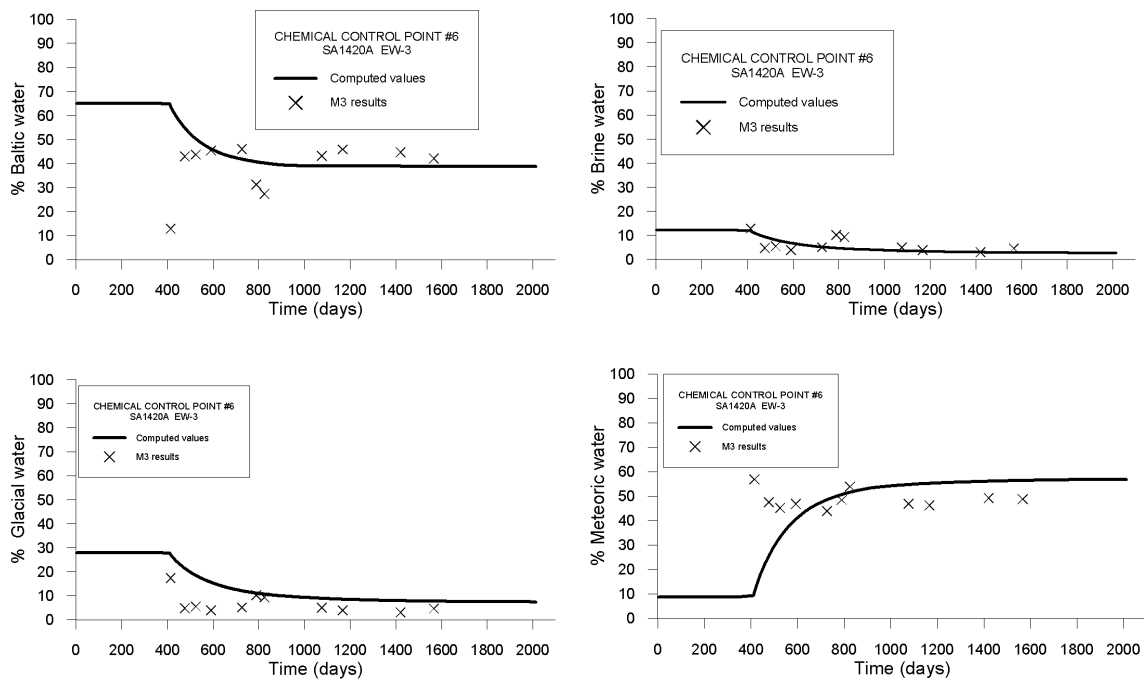 CHEMICAL CONTROL POINT #6
SA1420A EW-3
Computed values
M3 results
% Baltic water
100
90
80
70
60
50
40
30
20
10
0
0 200 400 600 800 1000 1200 1400 1600 1800 2000
Time (days)
CHEMICAL CONTROL POINT #6
SA1420A EW-3
Computed values
M3 results
% Brine water
100
90
80
70
60
50
40
30
20
10
0
0 200 400 600 800 1000 1200 1400 1600 1800 2000
Time (days)
CHEMICAL CONTROL POINT #6
SA1420A EW-3
Computed values
M3 results
% Glacial water
100
90
80
70
60
50
40
30
20
10
0
0 200 400 600 800 1000 1200 1400 1600 1800 2000
Time (days)
CHEMICAL CONTROL POINT #6
SA1420A EW-3
Computed values
M3 results
% Meteoric water
100
90
80
70
60
50
40
30
20
10
0
0 200 400 600 800 1000 1200 1400 1600 1800 2000
Time (days)